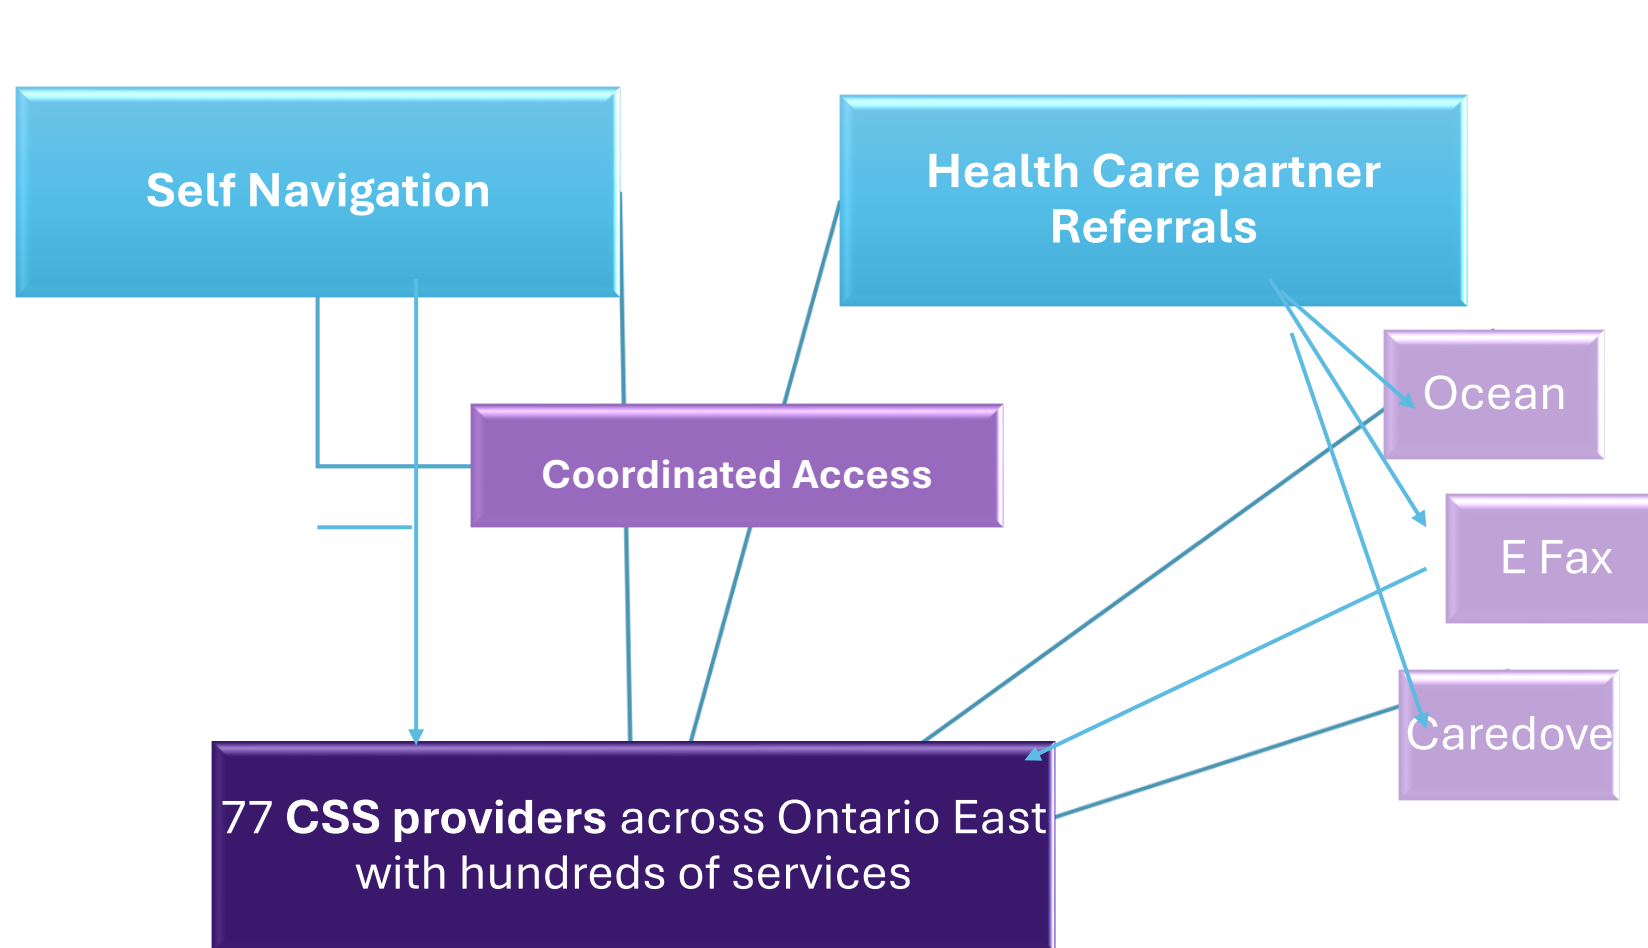 Self Navigation
Health Care partner
Referrals
Ocean
Coordinated Access
E Fax
Caredove
77 CSS providers across Ontario East
with hundreds of services